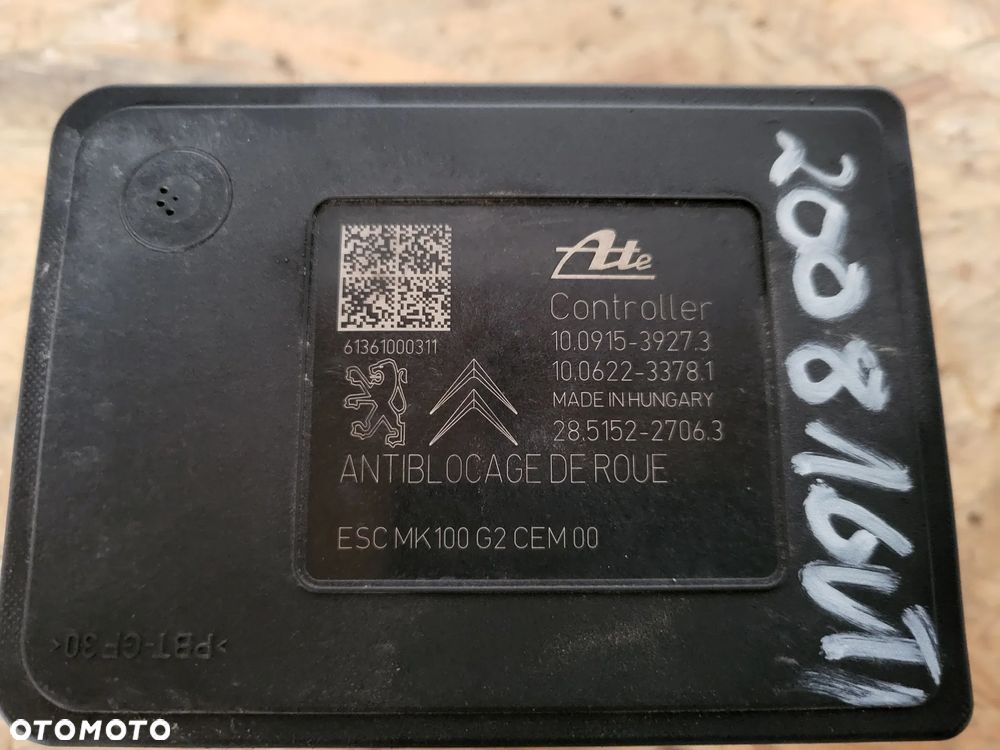 Ate
Controller
61361000311
10.0915-3927.3
10.0622-3378.1
MADE IN HUNGARY
28.5152-2706.3
ANTIBLOCAGE DE ROUE
ESC MK100 G2 CEM 00
>PBT-GF30<
2008 16VTi
OTOMOTO